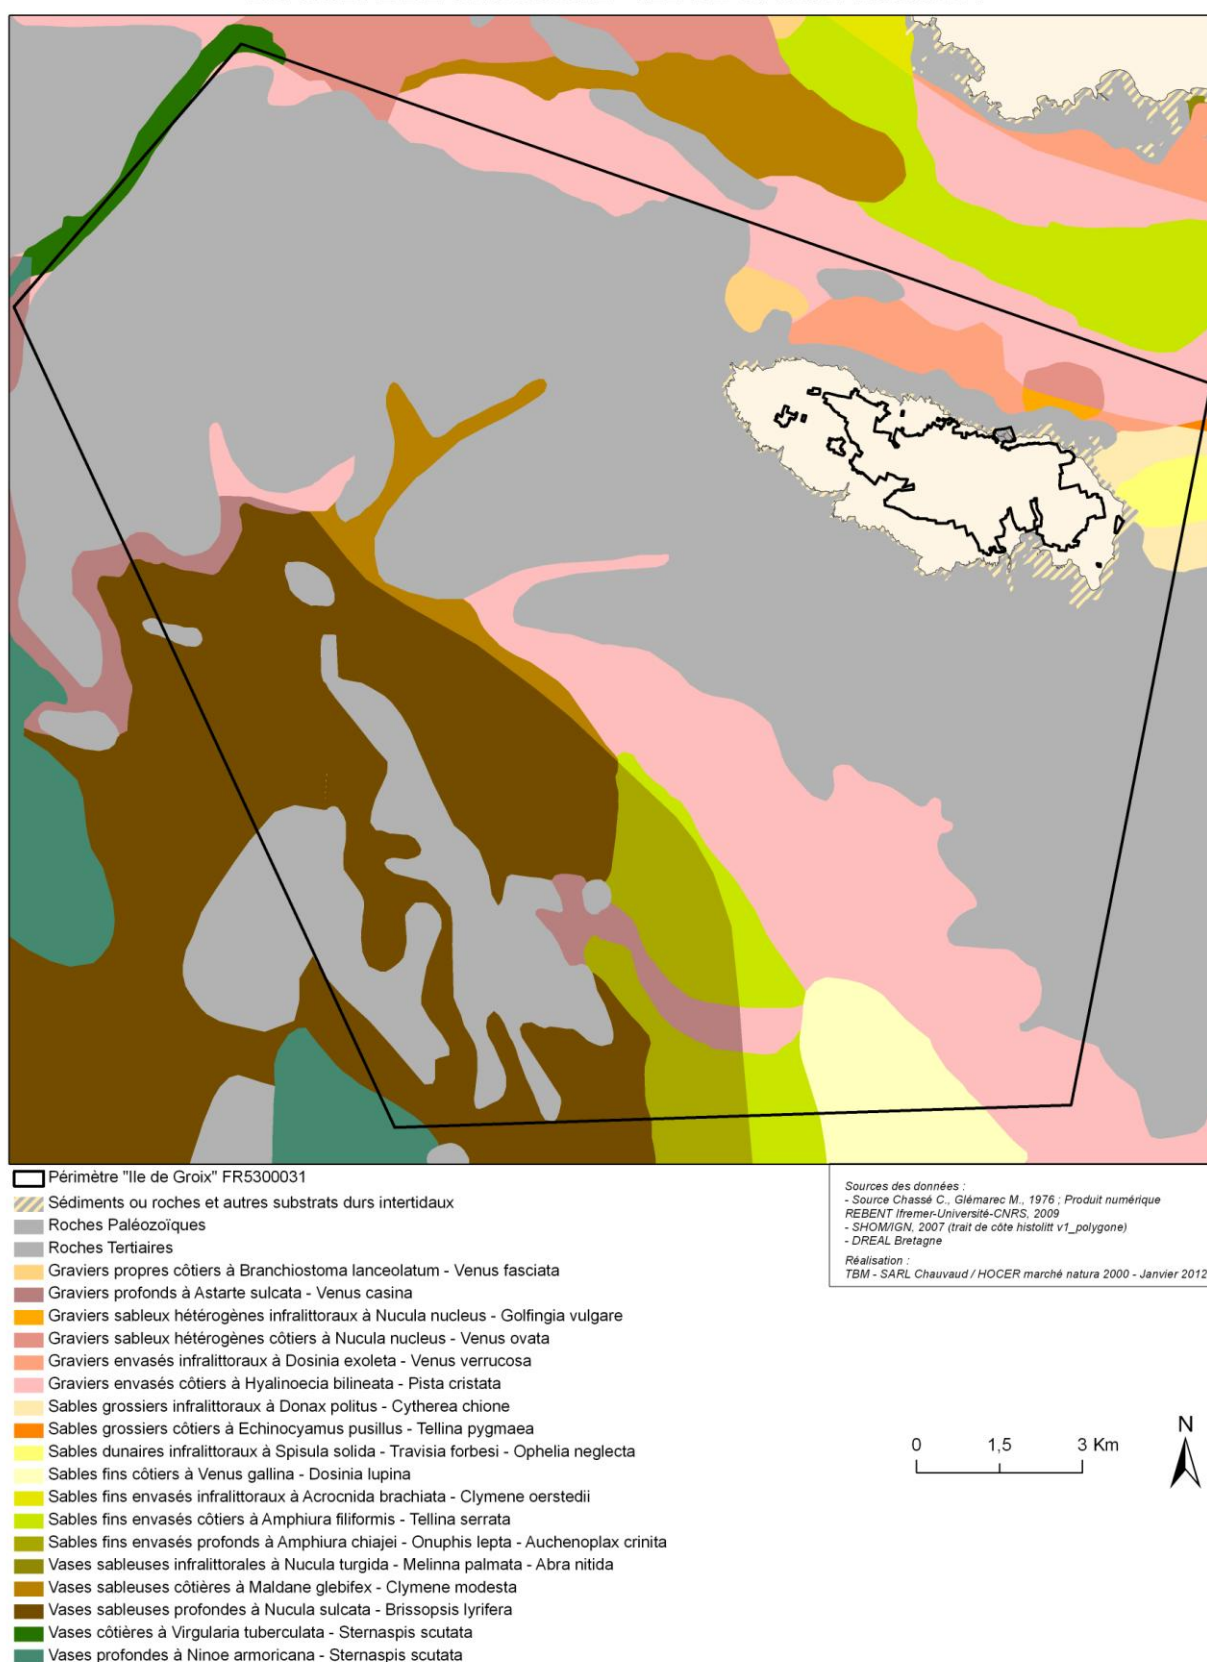 Périmètre "Ile de Groix" FR5300031
Sédiments ou roches et autres substrats durs intertidaux
Roches Paléozoïques
Roches Tertiaires
Graviers propres côtiers à Branchiostoma lanceolatum - Venus fasciata
Graviers profonds à Astarte sulcata - Venus casina
Graviers sableux hétérogènes infralittoraux à Nucula nucleus - Golfingia vulgare
Graviers sableux hétérogènes côtiers à Nucula nucleus - Venus ovata
Graviers envasés infralittoraux à Dosinia exoleta - Venus verrucosa
Graviers envasés côtiers à Hyalinoecia bilineata - Pista cristata
Sables grossiers infralittoraux à Donax politus - Cytherea chione
Sables grossiers côtiers à Echinocyamus pusillus - Tellina pygmaea
Sables dunaires infralittoraux à Spisula solida - Travisia forbesi - Ophelia neglecta
Sables fins côtiers à Venus gallina - Dosinia lupina
Sables fins envasés infralittoraux à Acrocnida brachiata - Clymene oerstedii
Sables fins envasés côtiers à Amphiura filiformis - Tellina serrata
Sables fins envasés profonds à Amphiura chiajei - Onuphis lepta - Auchenoplax crinita
Vases sableuses infralittorales à Nucula turgida - Melinna palmata - Abra nitida
Vases sableuses côtières à Maldane glebifex - Clymene modesta
Vases sableuses profondes à Nucula sulcata - Brissopsis lyrifera
Vases côtières à Virgularia tuberculata - Sternaspis scutata
Vases profondes à Ninoe armoricana - Sternaspis scutata
Sources des données :
- Source Chassé C., Glémarec M., 1976 ; Produit numérique
REBENT Ifremer-Université-CNRS, 2009
- SHOM/IGN, 2007 (trait de côte histolitt v1_polygone)
- DREAL Bretagne
Réalisation :
TBM - SARL Chauvaud / HOCER marché natura 2000 - Janvier 2012
0 1,5 3 Km
N